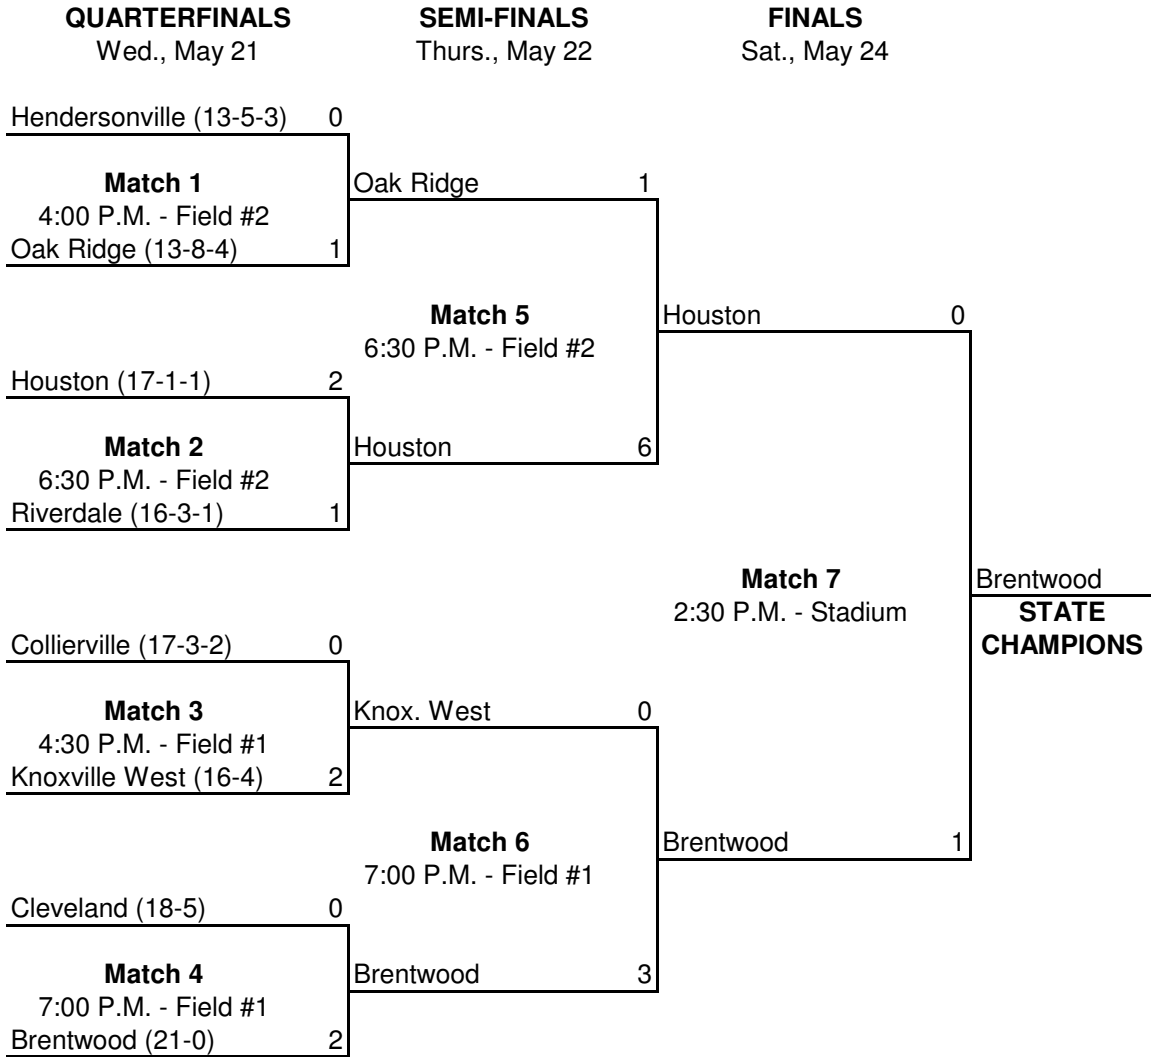 QUARTERFINALS SEMI-FINALS FINALS
Wed., May 21 Thurs., May 22 Sat., May 24
Hendersonville (13-5-3) 0
Match 1
4:00 P.M. - Field #2
Oak Ridge (13-8-4) 1
Oak Ridge 1
Match 5
6:30 P.M. - Field #2
Houston (17-1-1) 2
Match 2
6:30 P.M. - Field #2
Riverdale (16-3-1) 1
Houston 6
Houston 0
Match 7
2:30 P.M. - Stadium
Brentwood
STATE
CHAMPIONS
Collierville (17-3-2) 0
Match 3
4:30 P.M. - Field #1
Knoxville West (16-4) 2
Knox. West 0
Match 6
7:00 P.M. - Field #1
Brentwood 1
Cleveland (18-5) 0
Match 4
7:00 P.M. - Field #1
Brentwood (21-0) 2
Brentwood 3